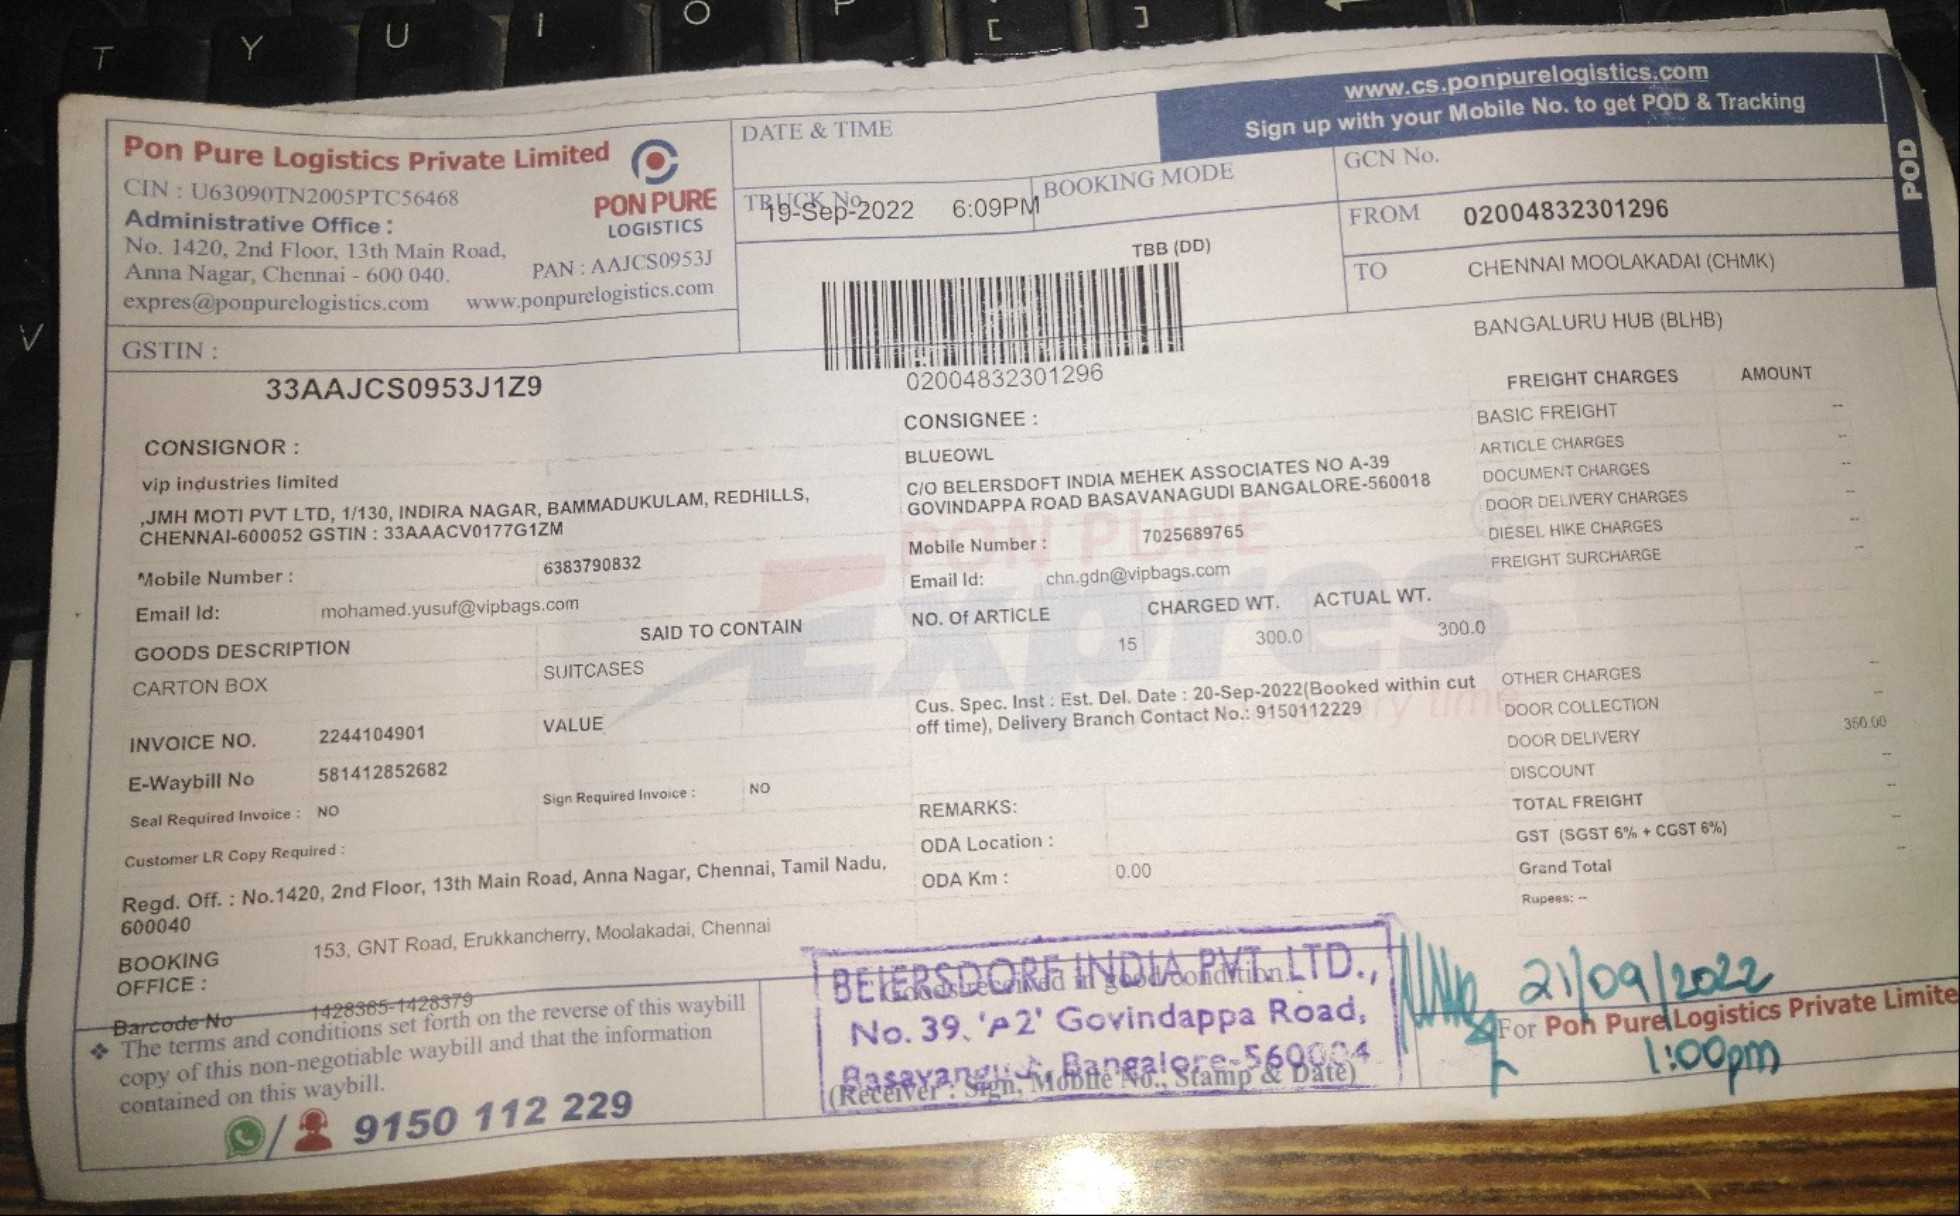 T Y U I O P [ ]
V
www.cs.ponpurelogistics.com
Sign up with your Mobile No. to get POD & Tracking
POD
Pon Pure Logistics Private Limited
CIN : U63090TN2005PTC56468
Administrative Office :
No. 1420, 2nd Floor, 13th Main Road,
Anna Nagar, Chennai - 600 040.
expres@ponpurelogistics.com www.ponpurelogistics.com
PON PURE
LOGISTICS
PAN : AAJCS0953J
GSTIN :
33AAJCS0953J1Z9
DATE & TIME
TRUCK No.
19-Sep-2022 6:09PM
BOOKING MODE
TBB (DD)
GCN No.
FROM 02004832301296
TO CHENNAI MOOLAKADAI (CHMK)
BANGALURU HUB (BLHB)
02004832301296
CONSIGNOR :
vip industries limited
,JMH MOTI PVT LTD, 1/130, INDIRA NAGAR, BAMMADUKULAM, REDHILLS,
CHENNAI-600052 GSTIN : 33AAACV0177G1ZM
Mobile Number : 6383790832
Email Id: mohamed.yusuf@vipbags.com
GOODS DESCRIPTION SAID TO CONTAIN
CARTON BOX SUITCASES
INVOICE NO. 2244104901 VALUE
E-Waybill No 581412852682
Seal Required Invoice : NO Sign Required Invoice : NO
Customer LR Copy Required :
Regd. Off. : No.1420, 2nd Floor, 13th Main Road, Anna Nagar, Chennai, Tamil Nadu,
600040
BOOKING
OFFICE :
153, GNT Road, Erukkancherry, Moolakadai, Chennai
Barcode No 1428365-1428379
❖ The terms and conditions set forth on the reverse of this waybill
copy of this non-negotiable waybill and that the information
contained on this waybill.
/ 9150 112 229
CONSIGNEE :
BLUEOWL
C/O BELERSDOFT INDIA MEHEK ASSOCIATES NO A-39
GOVINDAPPA ROAD BASAVANAGUDI BANGALORE-560018
Mobile Number : 7025689765
Email Id: chn.gdn@vipbags.com
PON PURE
Expres
NO. Of ARTICLE CHARGED WT. ACTUAL WT.
15 300.0 300.0
Cus. Spec. Inst : Est. Del. Date : 20-Sep-2022(Booked within cut
off time), Delivery Branch Contact No.: 9150112229
REMARKS:
ODA Location :
ODA Km : 0.00
FREIGHT CHARGES AMOUNT
BASIC FREIGHT --
ARTICLE CHARGES --
DOCUMENT CHARGES --
DOOR DELIVERY CHARGES --
DIESEL HIKE CHARGES --
FREIGHT SURCHARGE --
OTHER CHARGES --
DOOR COLLECTION --
DOOR DELIVERY 350.00
DISCOUNT --
TOTAL FREIGHT --
GST (SGST 6% + CGST 6%) --
Grand Total --
Rupees: --
Goods received in good condition.
BEIERSDORF INDIA PVT. LTD.,
No. 39, 'A2' Govindappa Road,
Basavangudi, Bangalore-560004
(Receiver : Sign, Mobile No., Stamp & Date)
21/09/2022
For Pon Pure Logistics Private Limite
1:00pm